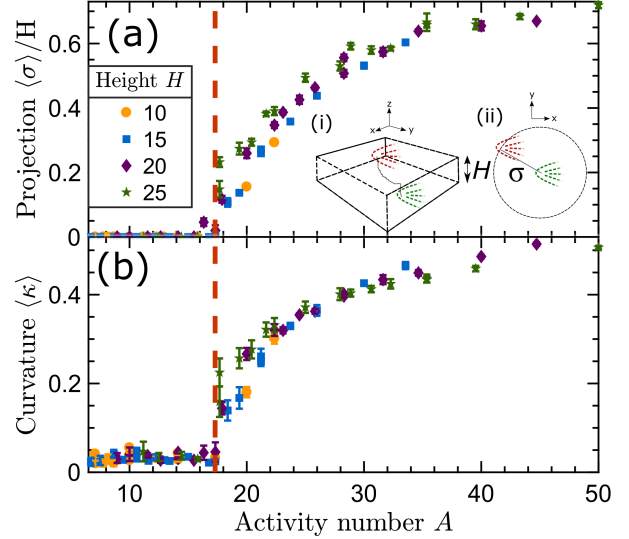 (a)
Projection ⟨σ⟩/H
0.6
0.4
0.2
0
Height H
10
15
20
25
(i)
z
x
y
H
(ii)
y
x
σ
(b)
Curvature ⟨κ⟩
0.4
0.2
0
10
20
30
40
50
Activity number A